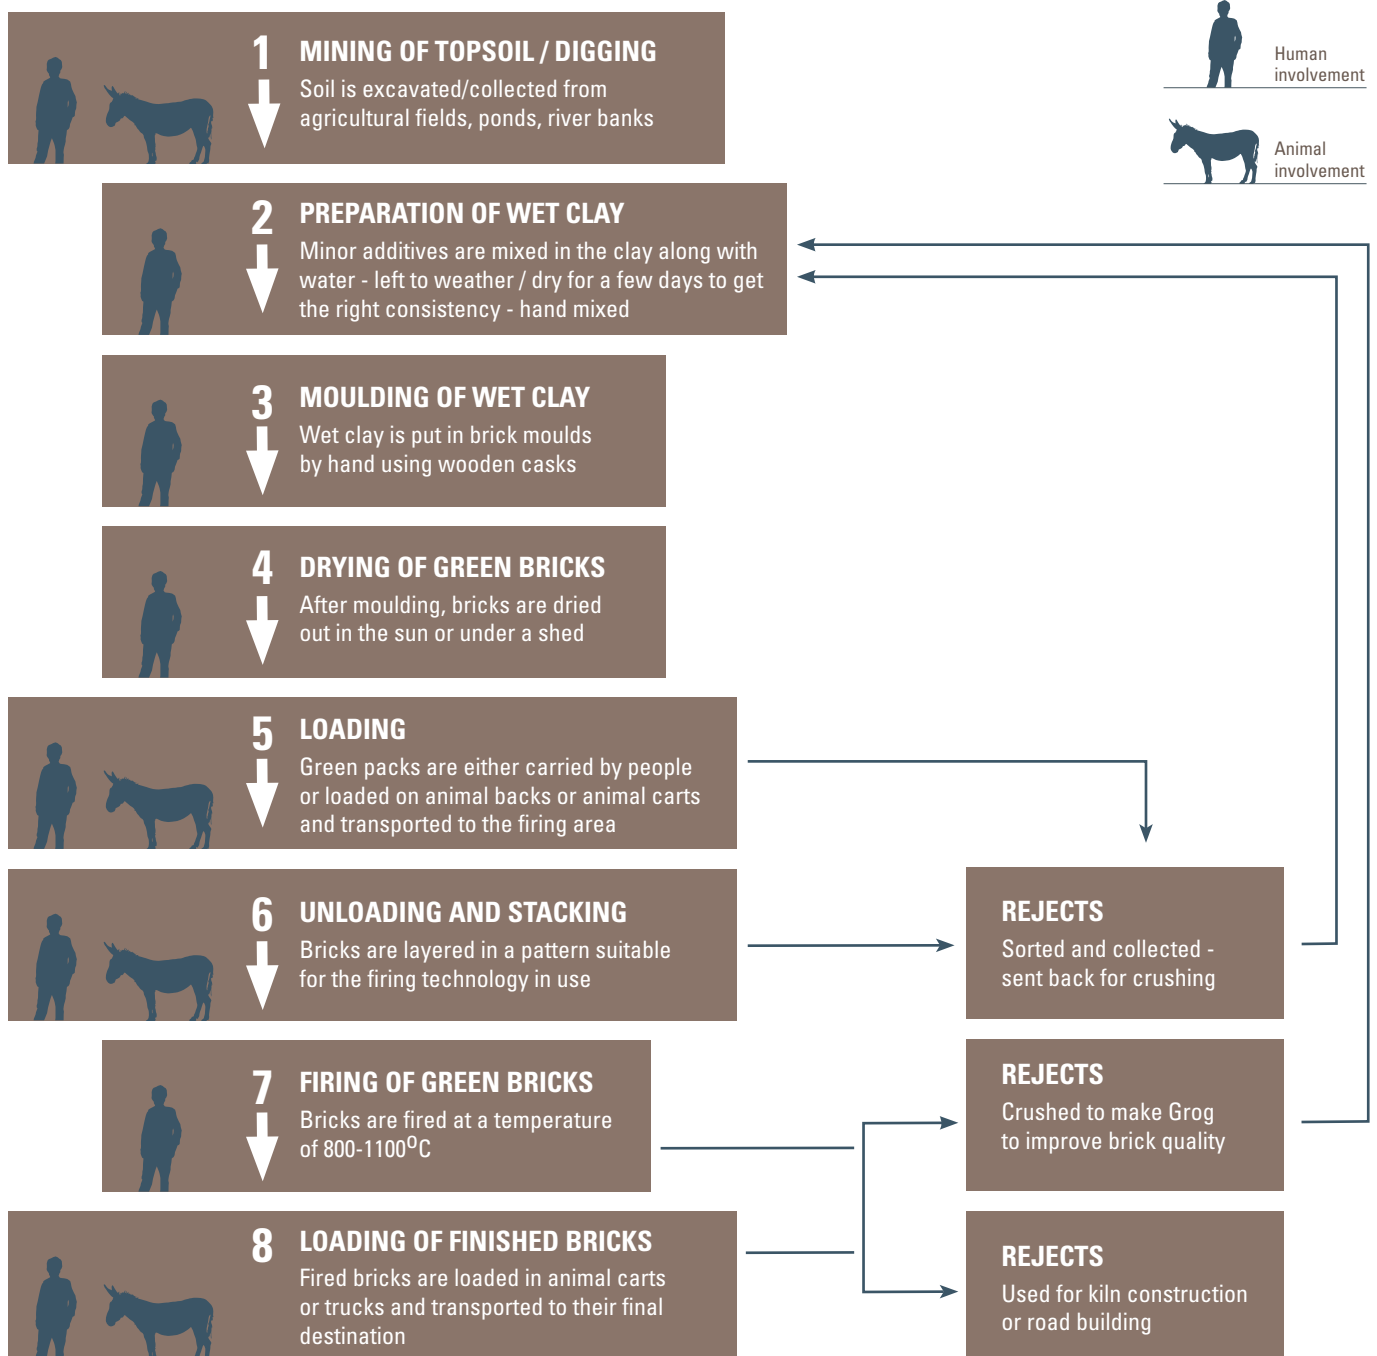 1 MINING OF TOPSOIL / DIGGING
Soil is excavated/collected from
agricultural fields, ponds, river banks
Human
involvement
Animal
involvement
2 PREPARATION OF WET CLAY
Minor additives are mixed in the clay along with
water - left to weather / dry for a few days to get
the right consistency - hand mixed
3 MOULDING OF WET CLAY
Wet clay is put in brick moulds
by hand using wooden casks
4 DRYING OF GREEN BRICKS
After moulding, bricks are dried
out in the sun or under a shed
5 LOADING
Green packs are either carried by people
or loaded on animal backs or animal carts
and transported to the firing area
6 UNLOADING AND STACKING
Bricks are layered in a pattern suitable
for the firing technology in use
REJECTS
Sorted and collected -
sent back for crushing
7 FIRING OF GREEN BRICKS
Bricks are fired at a temperature
of 800-1100°C
REJECTS
Crushed to make Grog
to improve brick quality
8 LOADING OF FINISHED BRICKS
Fired bricks are loaded in animal carts
or trucks and transported to their final
destination
REJECTS
Used for kiln construction
or road building